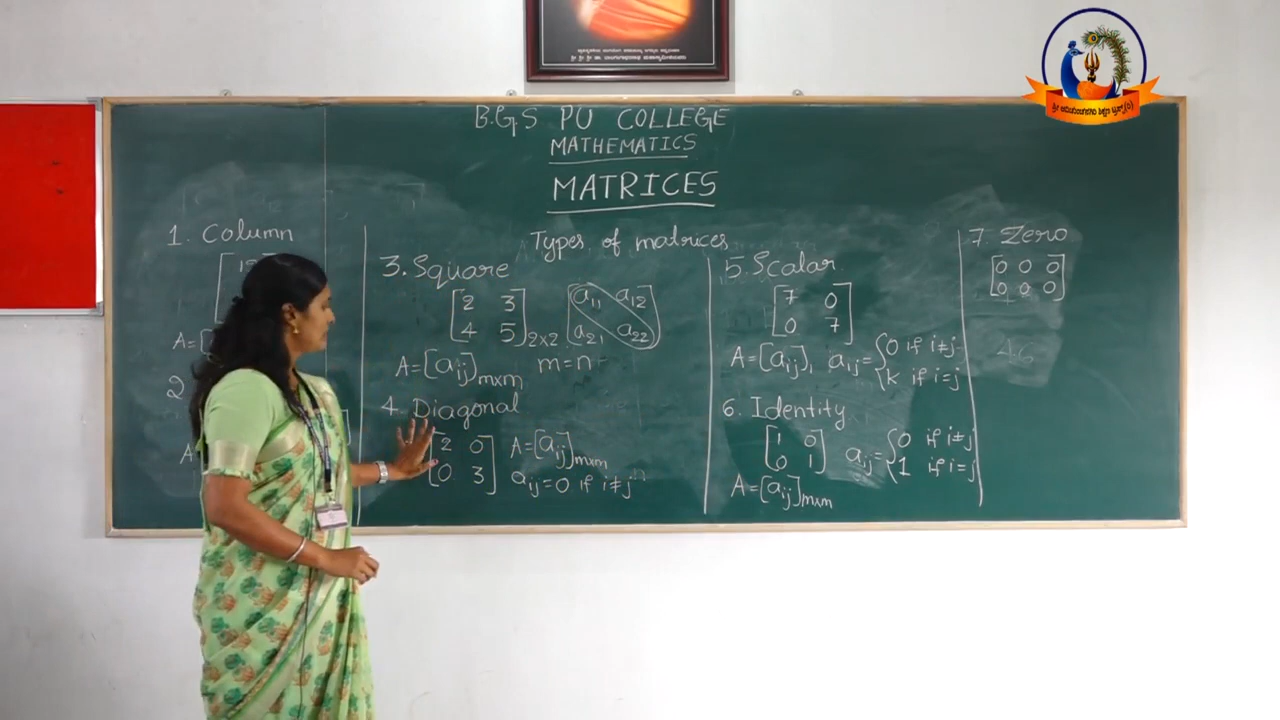 B.G.S PU COLLEGE
MATHEMATICS
MATRICES
Types of matrices
1. Column
A=[
2
A
3. Square
[2 3
4 5]2x2
[a11 a12
a21 a22]
A=[aij]mxm m=n
4. Diagonal
[2 0
0 3]
A=[aij]mxm
aij=0 if i≠j
5. Scalar
[7 0
0 7]
A=[aij], aij={0 if i≠j
K if i=j
6. Identity
[1 0
0 1]
aij={0 if i≠j
1 if i=j
A=[aij]mxm
7. Zero
[0 0 0
0 0 0]
46